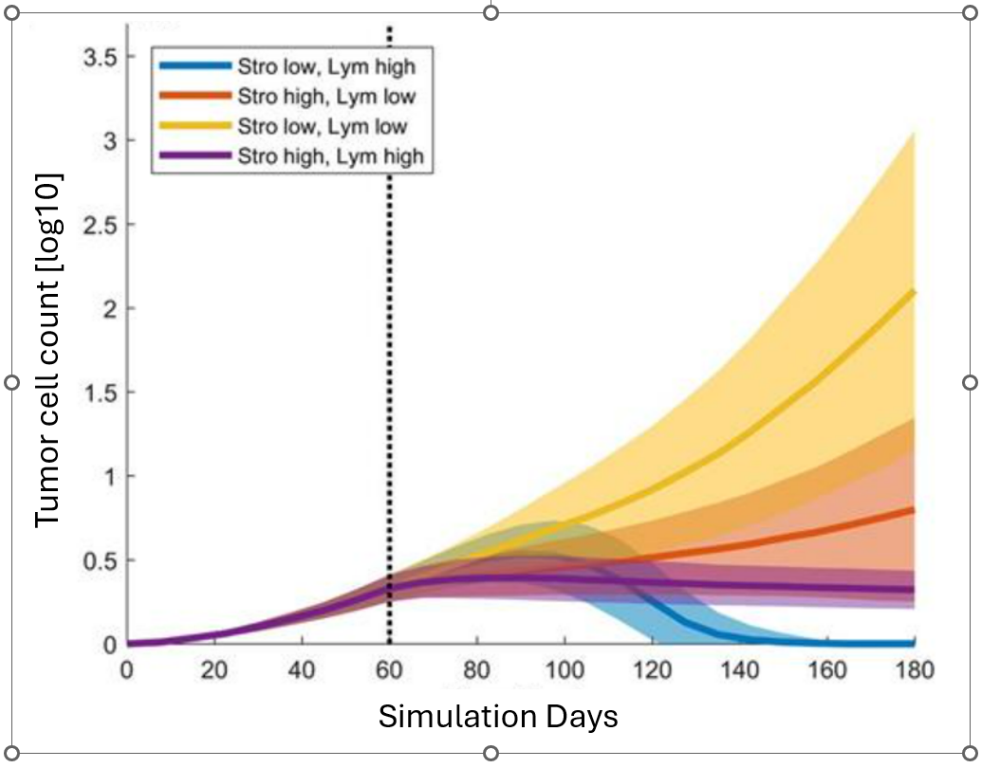 3.5
3
2.5
2
1.5
1
0.5
0
Tumor cell count [log10]
Stro low, Lym high
Stro high, Lym low
Stro low, Lym low
Stro high, Lym high
0 20 40 60 80 100 120 140 160 180
Simulation Days